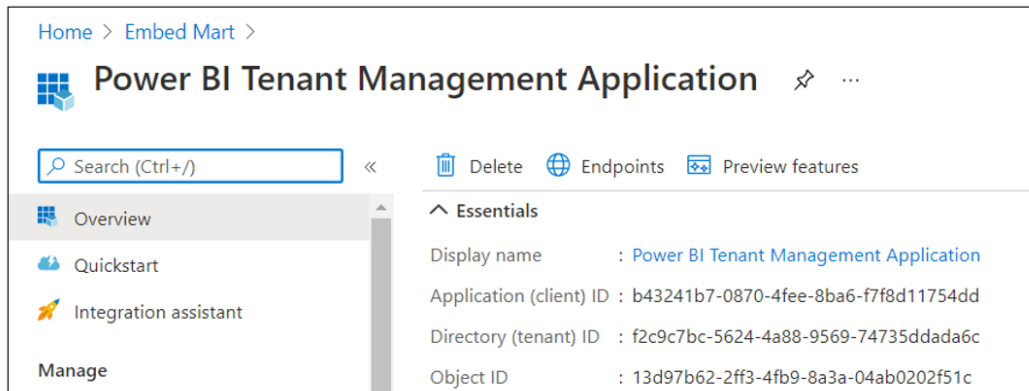 Home > Embed Mart >
Power BI Tenant Management Application ...
Search (Ctrl+/) «
Delete Endpoints Preview features
Overview
Essentials
Display name : Power BI Tenant Management Application
Quickstart
Application (client) ID : b43241b7-0870-4fee-8ba6-f7f8d11754dd
Integration assistant
Directory (tenant) ID : f2c9c7bc-5624-4a88-9569-74735ddada6c
Manage
Object ID : 13d97b62-2ff3-4fb9-8a3a-04ab0202f51c